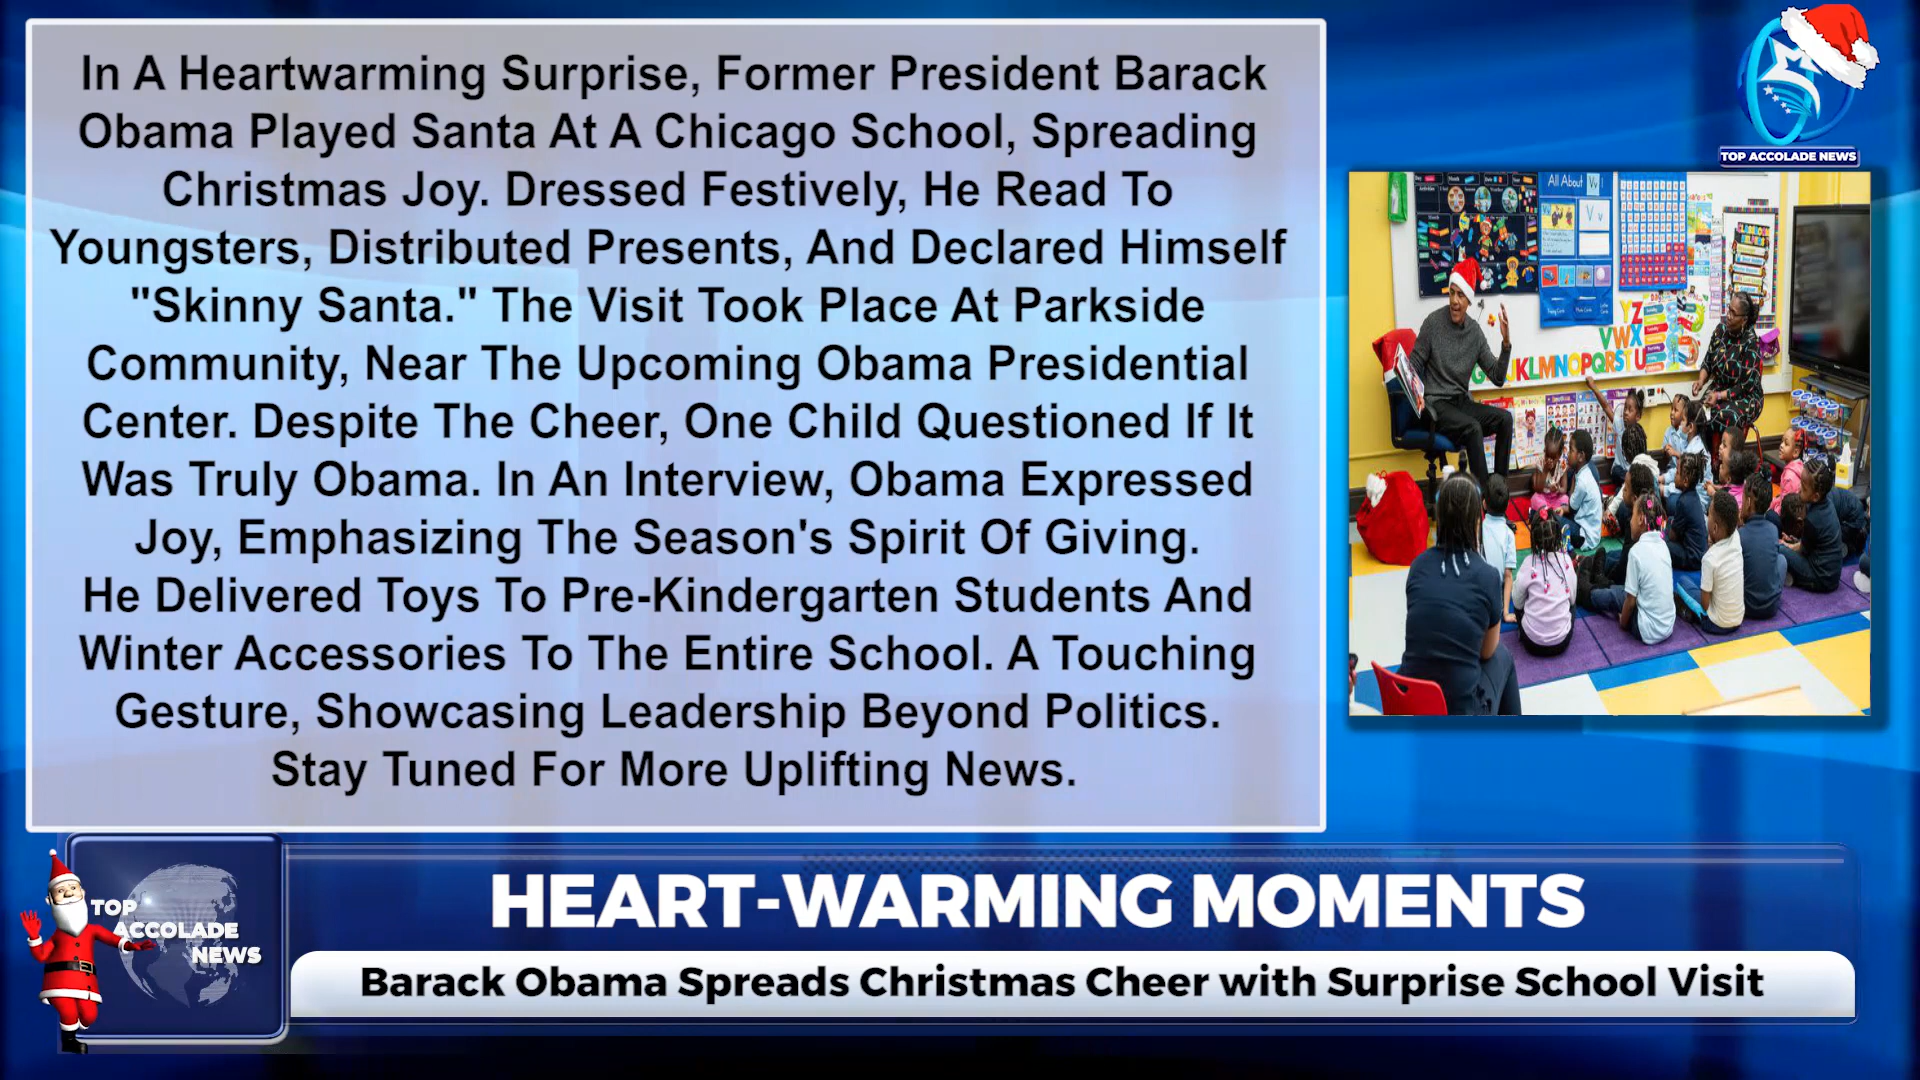 In A Heartwarming Surprise, Former President Barack
Obama Played Santa At A Chicago School, Spreading
Christmas Joy. Dressed Festively, He Read To
Youngsters, Distributed Presents, And Declared Himself
"Skinny Santa." The Visit Took Place At Parkside
Community, Near The Upcoming Obama Presidential
Center. Despite The Cheer, One Child Questioned If It
Was Truly Obama. In An Interview, Obama Expressed
Joy, Emphasizing The Season's Spirit Of Giving.
He Delivered Toys To Pre-Kindergarten Students And
Winter Accessories To The Entire School. A Touching
Gesture, Showcasing Leadership Beyond Politics.
Stay Tuned For More Uplifting News.
TOP ACCOLADE NEWS
All About V
V v
YZ
VWX
JKLMNOPQRSTU
TOP
ACCOLADE
NEWS
HEART-WARMING MOMENTS
Barack Obama Spreads Christmas Cheer with Surprise School Visit